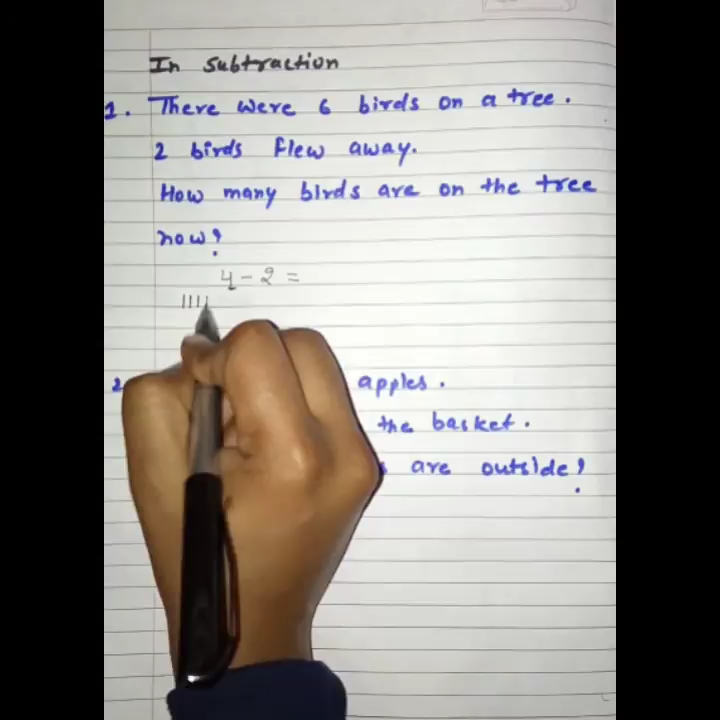 In subtraction
1. There were 6 birds on a tree.
2 birds flew away.
How many birds are on the tree
now?
4 - 2 =
||||
2 apples.
the basket.
are outside?